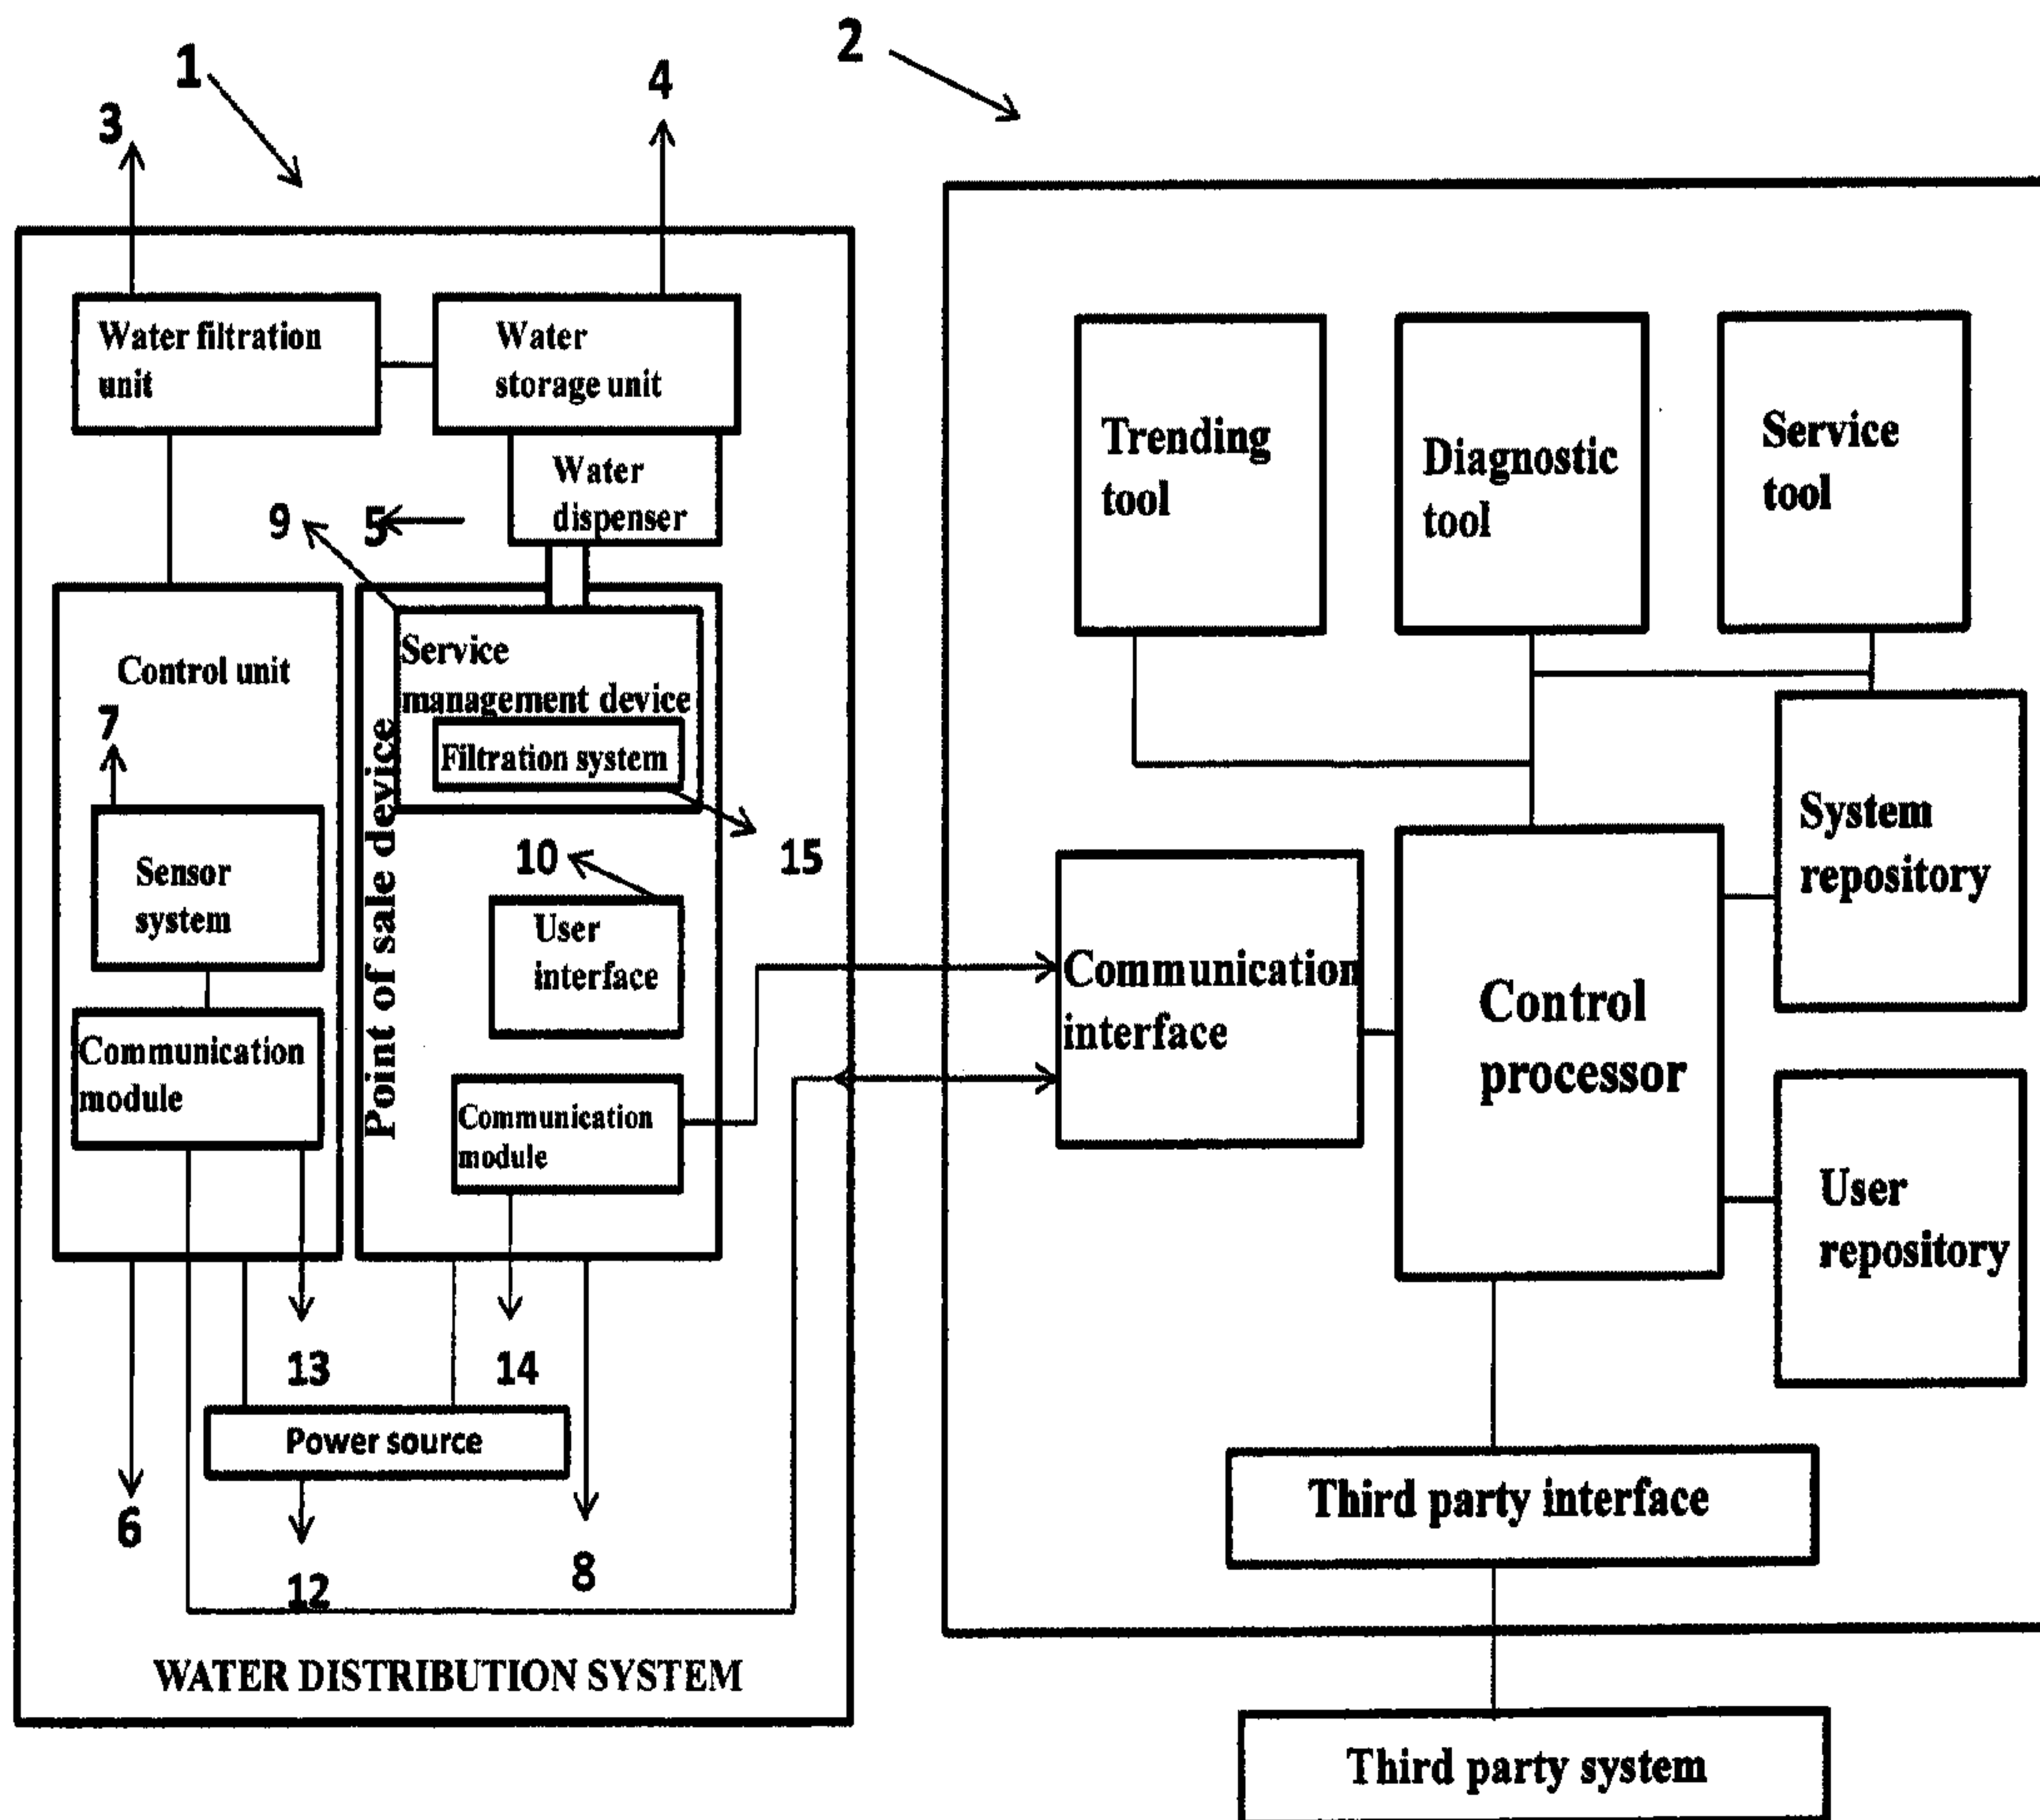 1
2
3
4
Water filtration
unit
Water
storage unit
Water
dispenser
9
5
Control unit
7
Sensor
system
Communication
module
Point of sale device
Service
management device
Filtration system
15
10
User
interface
Communication
module
13
14
Power source
6
12
8
WATER DISTRIBUTION SYSTEM
Trending
tool
Diagnostic
tool
Service
tool
System
repository
Communication
interface
Control
processor
User
repository
Third party interface
Third party system